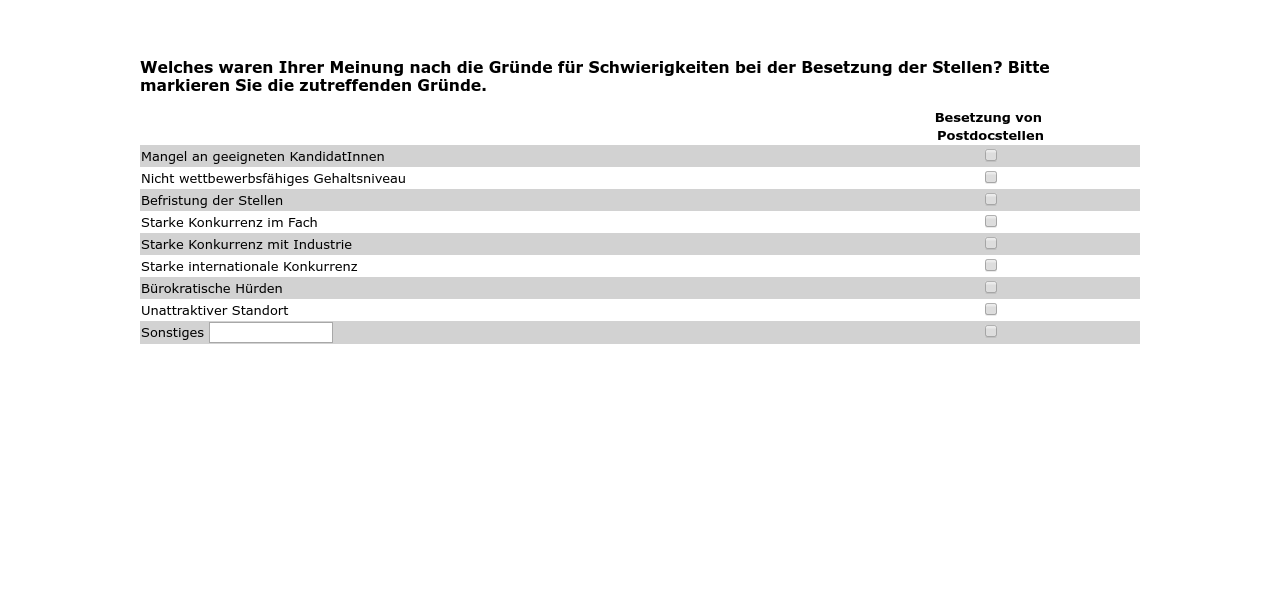 Welches waren Ihrer Meinung nach die Gründe für Schwierigkeiten bei der Besetzung der Stellen? Bitte
markieren Sie die zutreffenden Gründe.
Besetzung von
Postdocstellen
Mangel an geeigneten KandidatInnen
Nicht wettbewerbsfähiges Gehaltsniveau
Befristung der Stellen
Starke Konkurrenz im Fach
Starke Konkurrenz mit Industrie
Starke internationale Konkurrenz
Bürokratische Hürden
Unattraktiver Standort
Sonstiges